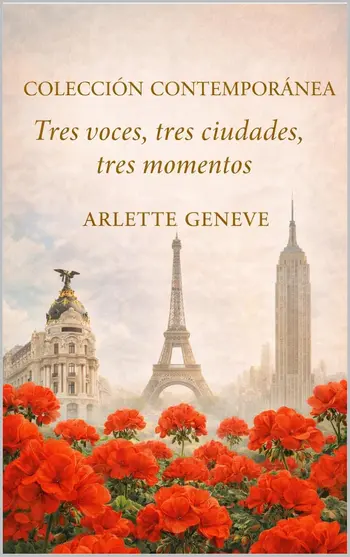 COLECCIÓN CONTEMPORÁNEA
Tres voces, tres ciudades,
tres momentos
ARLETTE GENEVE